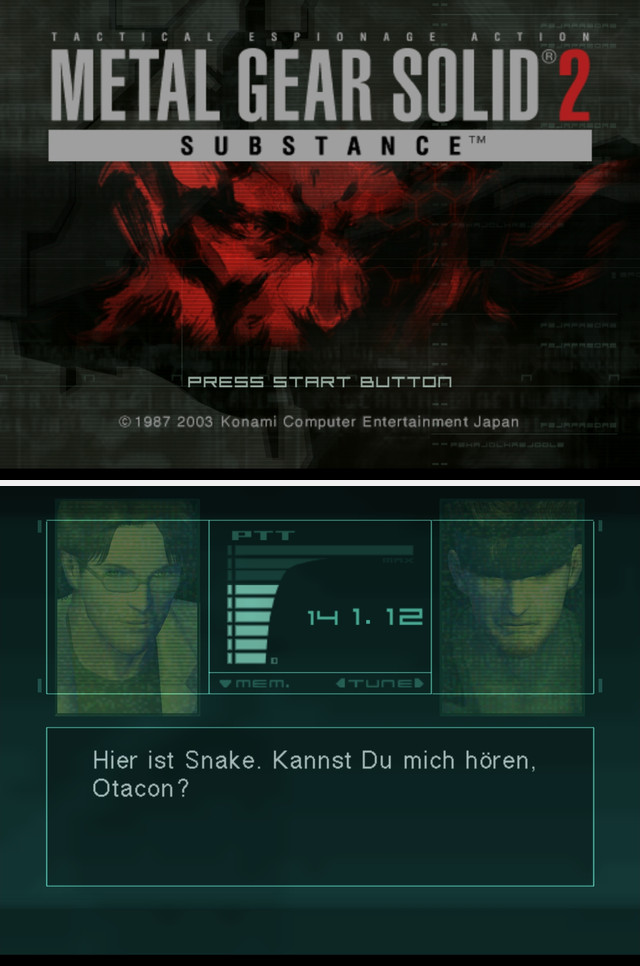 TACTICAL ESPIONAGE ACTION
METAL GEAR SOLID® 2
SUBSTANCE™
PRESS START BUTTON
©1987 2003 Konami Computer Entertainment Japan
PTT
MAX
141.12
MEM.
TUNE
Hier ist Snake. Kannst Du mich hören,
Otacon?